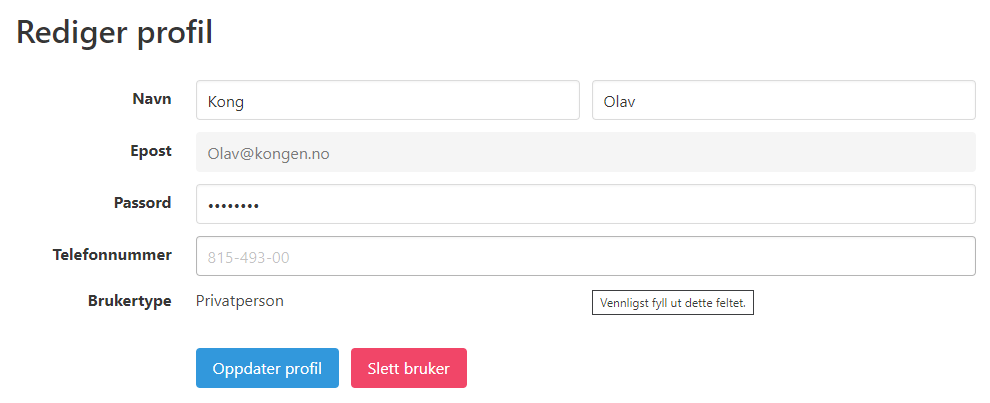 Rediger profil
Navn Kong Olav
Epost Olav@kongen.no
Passord ••••••••
Telefonnummer 815-493-00
Brukertype Privatperson Vennligst fyll ut dette feltet.
Oppdater profil Slett bruker